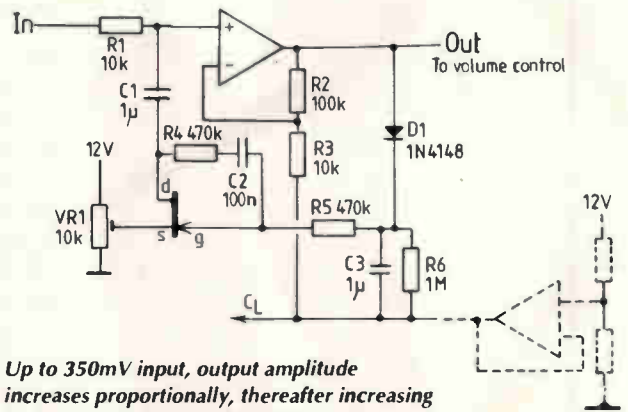 In
R1
10k
+
−
Out
To volume control
R2
100k
C1
1μ
R4 470k
C2
100n
R3
10k
D1
1N4148
12V
VR1
10k
d
s
g
R5 470k
C3
1μ
R6
1M
12V
CL
Up to 350mV input, output amplitude
increases proportionally, thereafter increasing